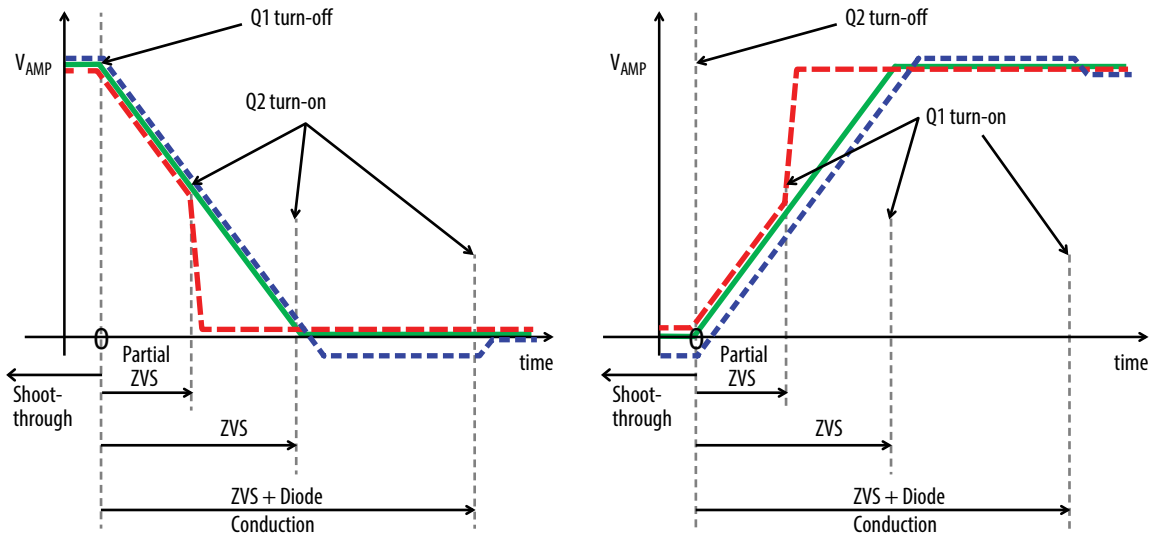 Q1 turn-off
V_AMP
Q2 turn-on
0
time
Partial
ZVS
Shoot-
through
ZVS
ZVS + Diode
Conduction
Q2 turn-off
V_AMP
Q1 turn-on
0
time
Partial
ZVS
Shoot-
through
ZVS
ZVS + Diode
Conduction